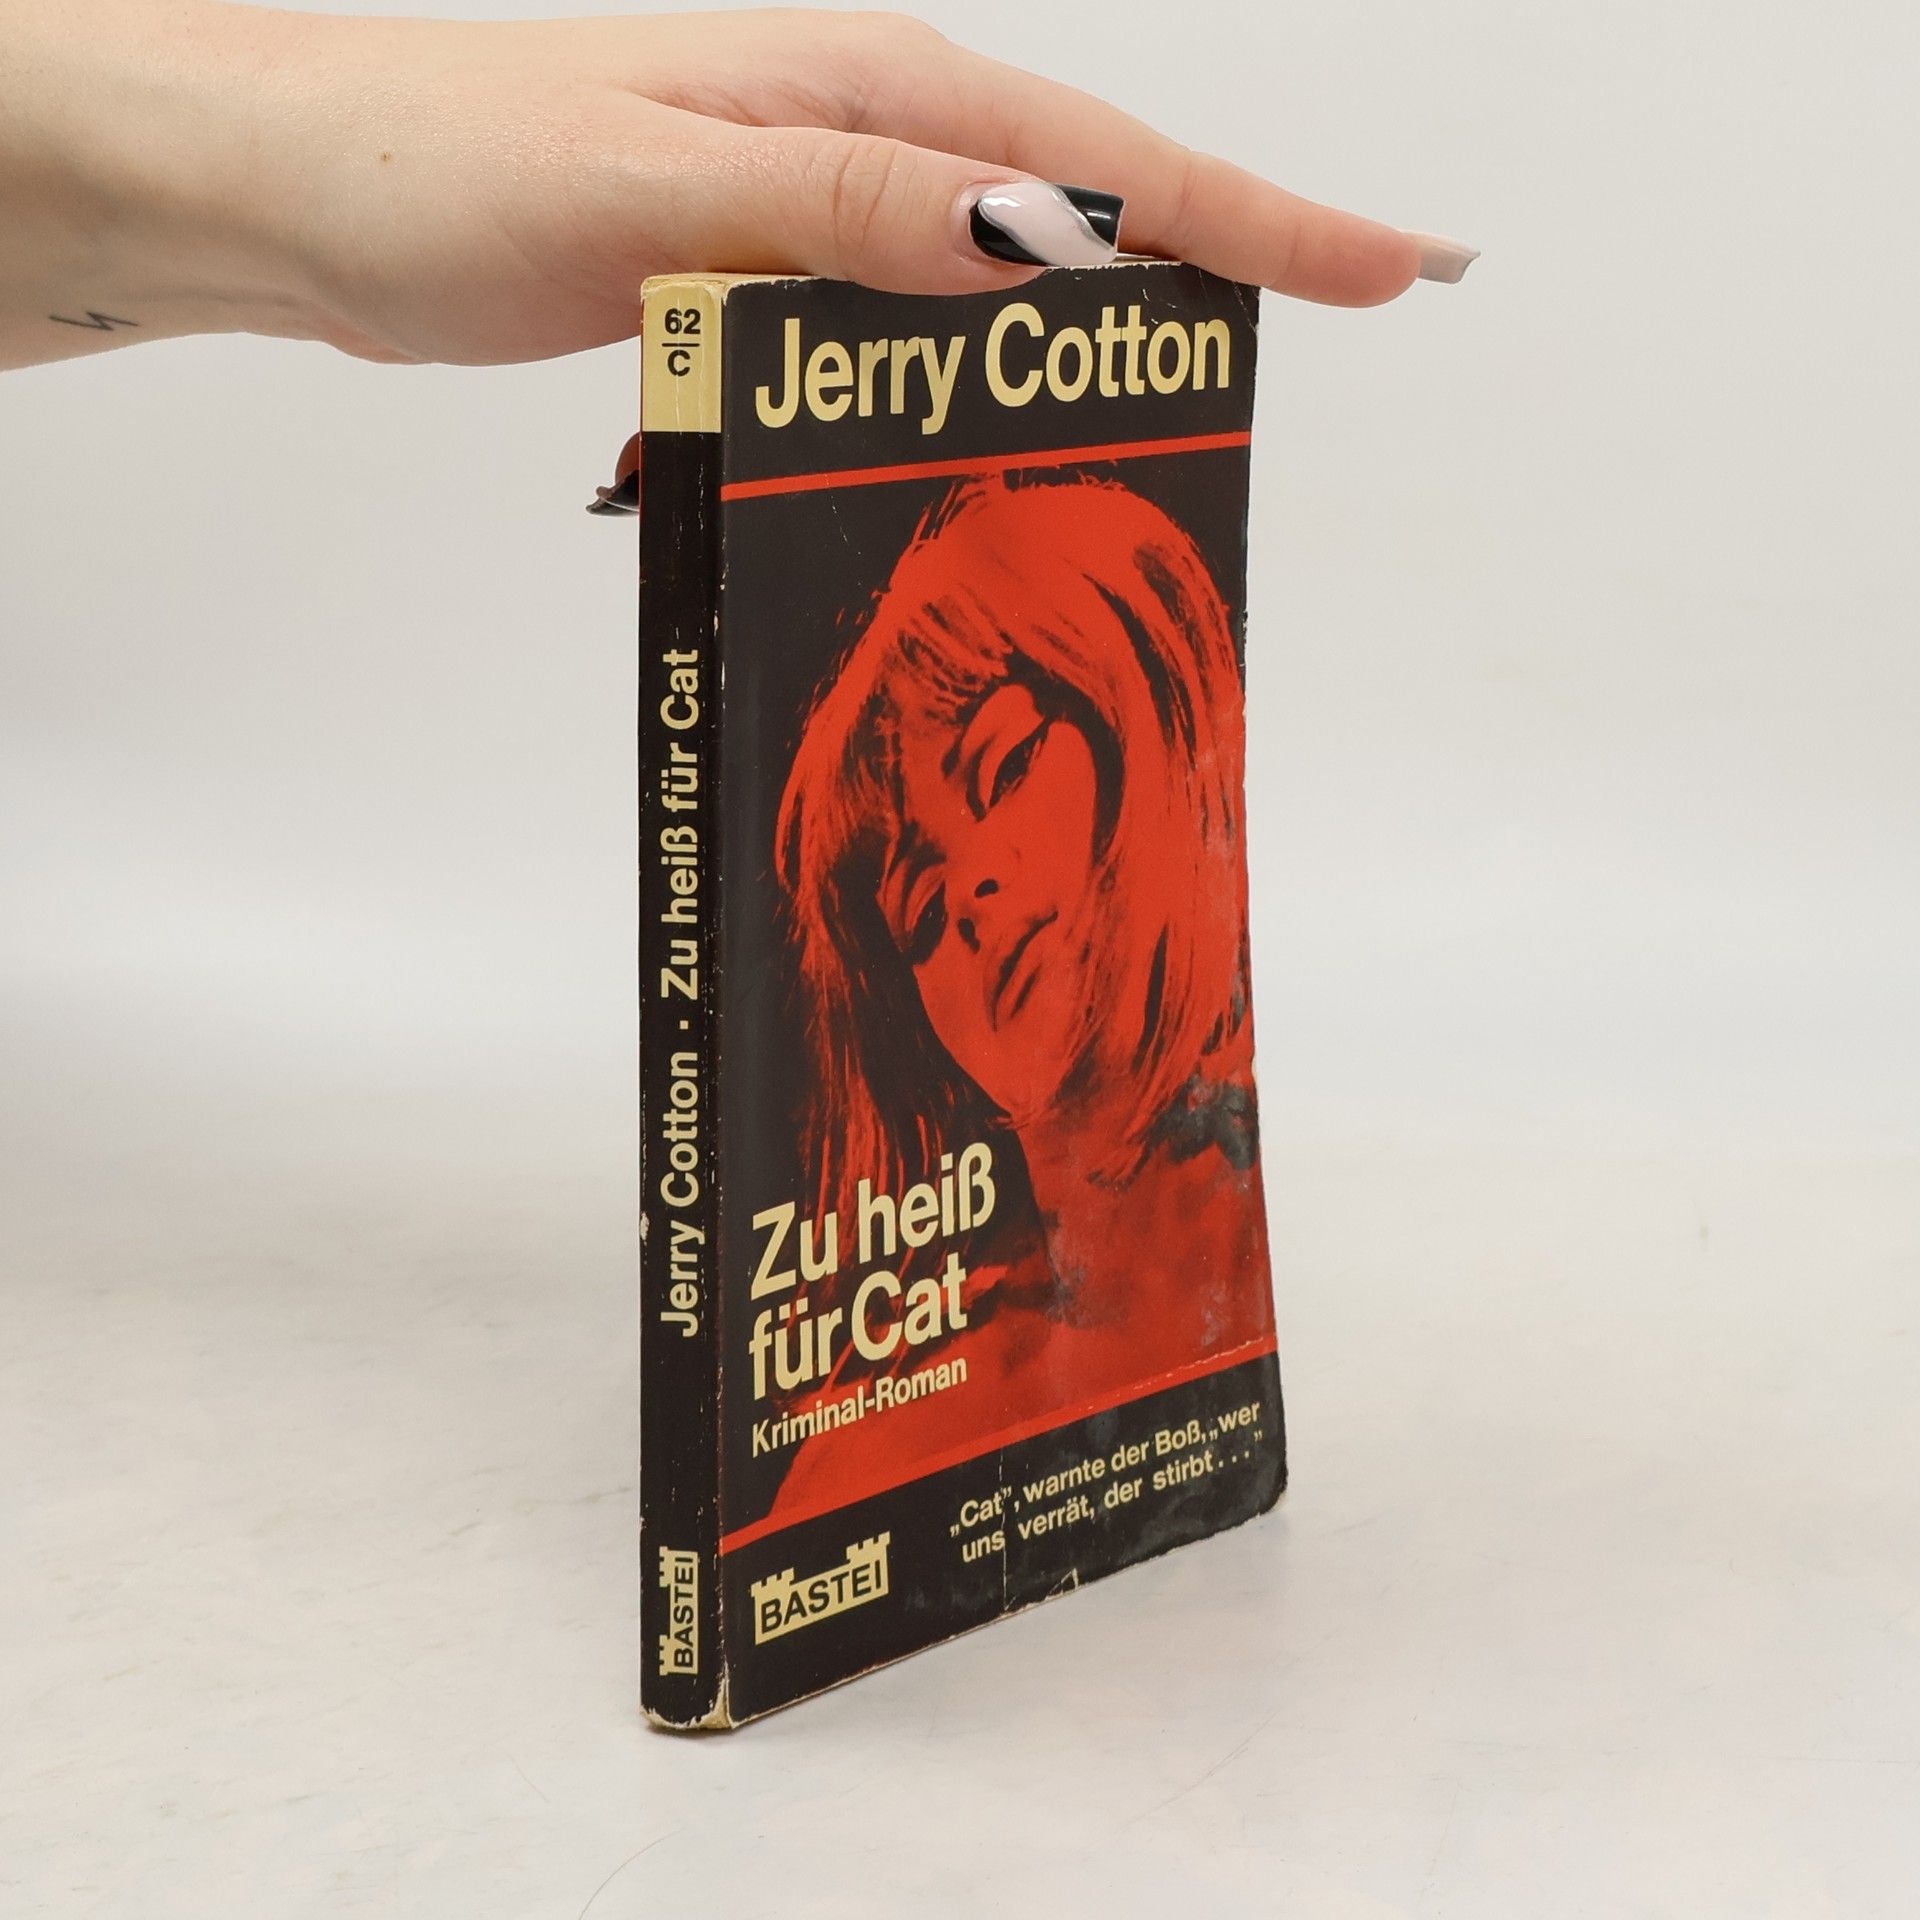 62
C
Jerry Cotton · Zu heiß für Cat
BASTEI
Jerry Cotton
Zu heiß
für Cat
Kriminal-Roman
„Cat”, warnte der Boß, „wer
uns verrät, der stirbt . . . ”
BASTEI